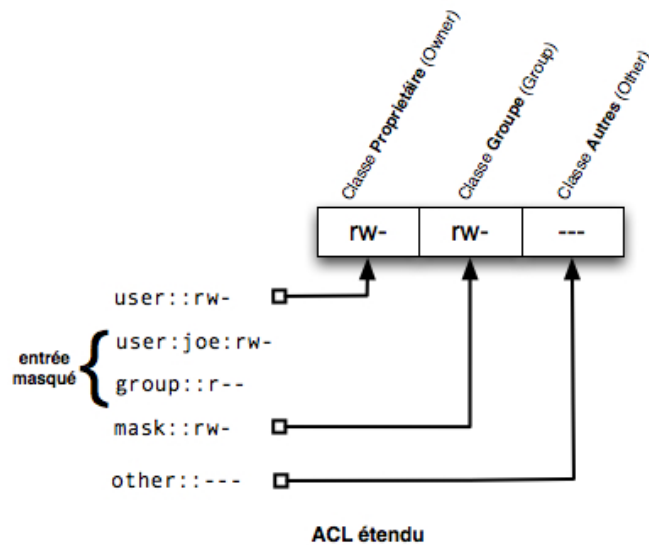 Classe Proprietáire (Owner)
Classe Groupe (Group)
Classe Autres (Other)
rw-
rw-
---
user::rw-
user:joe:rw-
entrée
masqué
group::r--
mask::rw-
other::---
ACL étendu